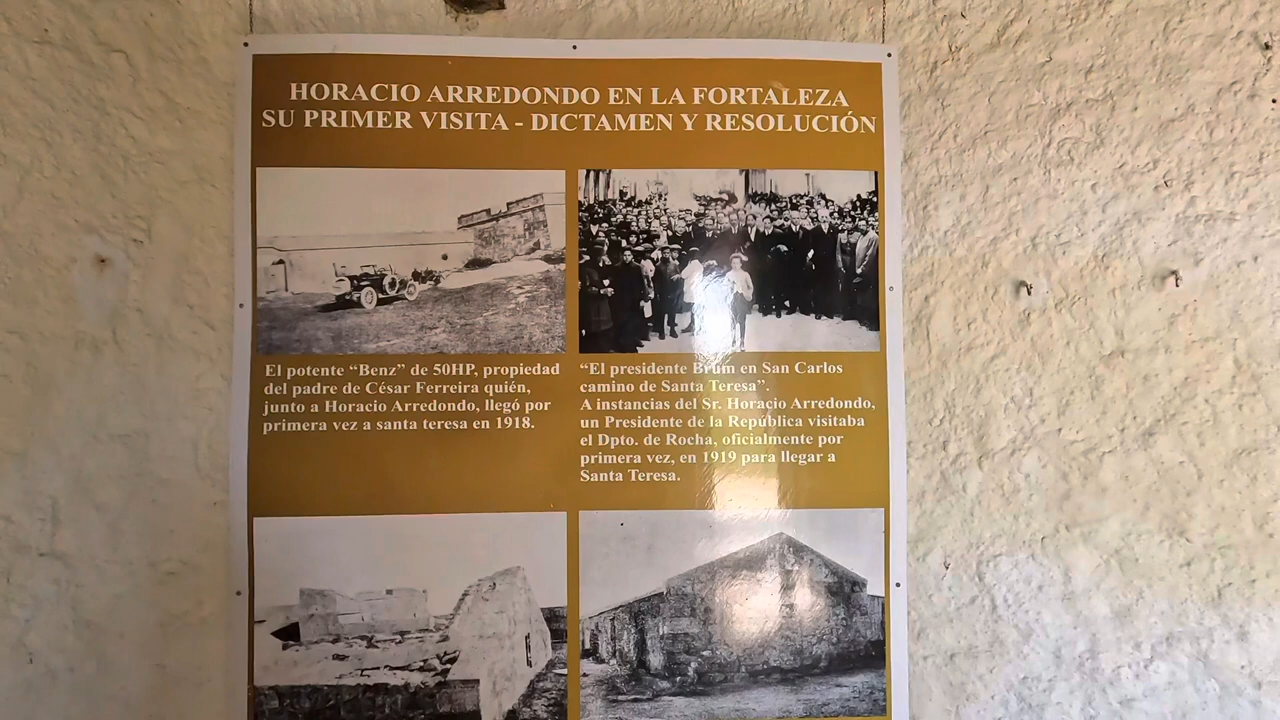 HORACIO ARREDONDO EN LA FORTALEZA
SU PRIMER VISITA - DICTAMEN Y RESOLUCIÓN
El potente “Benz” de 50HP, propiedad
del padre de César Ferreira quién,
junto a Horacio Arredondo, llegó por
primera vez a santa teresa en 1918.
“El presidente Brum en San Carlos
camino de Santa Teresa”.
A instancias del Sr. Horacio Arredondo,
un Presidente de la República visitaba
el Dpto. de Rocha, oficialmente por
primera vez, en 1919 para llegar a
Santa Teresa.